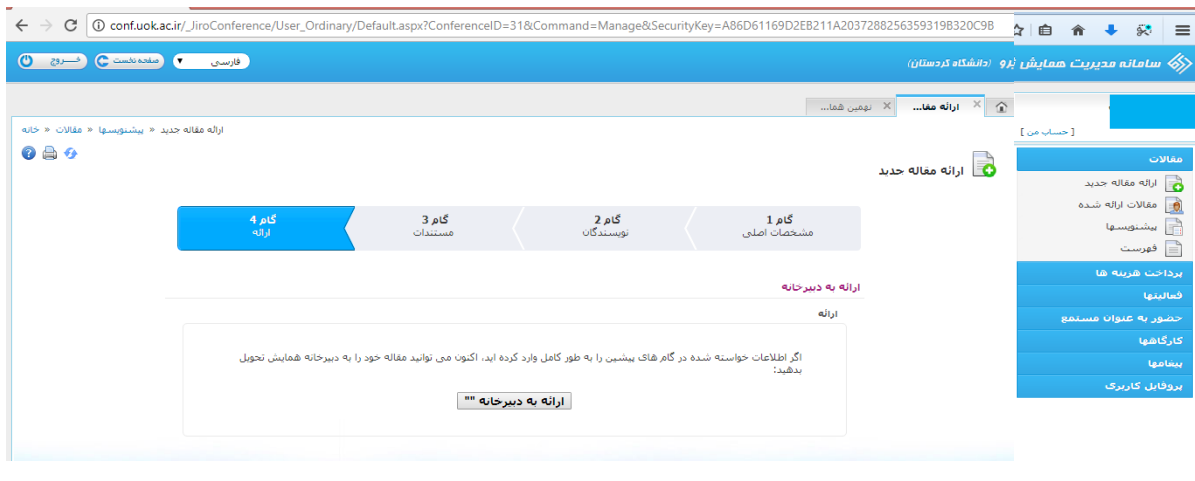 conf.uok.ac.ir/_JiroConference/User_Ordinary/Default.aspx?ConferenceID=31&Command=Manage&SecurityKey=A86D61169D2EB211A2037288256359319B320C9B
سامانه مدیریت همایش
(دانشگاه کردستان)
فارسی
صفحه نخست
خـــروج
ارائه مقا...
نهمین هما...
[ حساب من ]
خانه » مقالات » پیشنویسها » ارائه مقاله جدید
ارائه مقاله جدید
گام 1
مشخصات اصلی
گام 2
نویسندگان
گام 3
مستندات
گام 4
ارائه
ارائه به دبیرخانه
ارائه
اگر اطلاعات خواسته شده در گام های پیشین را به طور کامل وارد کرده اید، اکنون می توانید مقاله خود را به دبیرخانه همایش تحویل
بدهید:
ارائه به دبیرخانه ""
مقالات
ارائه مقاله جدید
مقالات ارائه شده
پیشنویسها
فهرست
پرداخت هزینه ها
فعالیتها
حضور به عنوان مستمع
کارگاهها
پیغامها
پروفایل کاربری